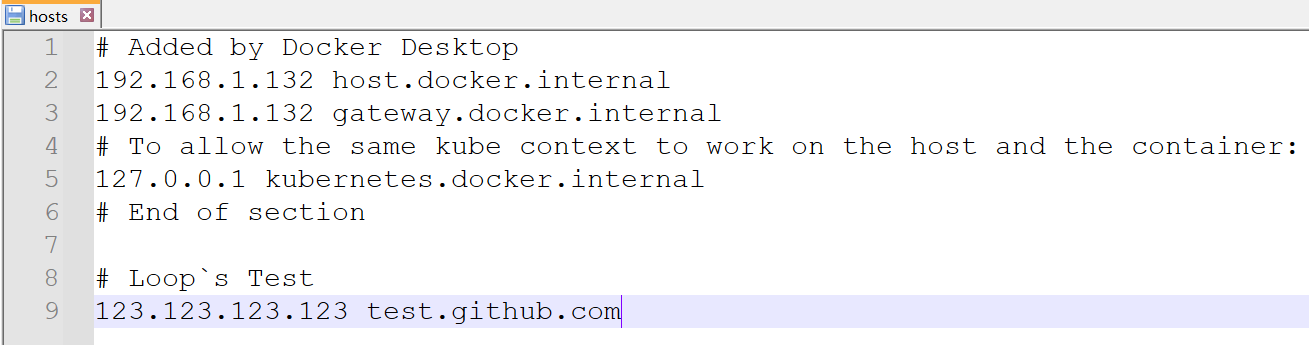 hosts
1 # Added by Docker Desktop
2 192.168.1.132 host.docker.internal
3 192.168.1.132 gateway.docker.internal
4 # To allow the same kube context to work on the host and the container:
5 127.0.0.1 kubernetes.docker.internal
6 # End of section
7
8 # Loop`s Test
9 123.123.123.123 test.github.com